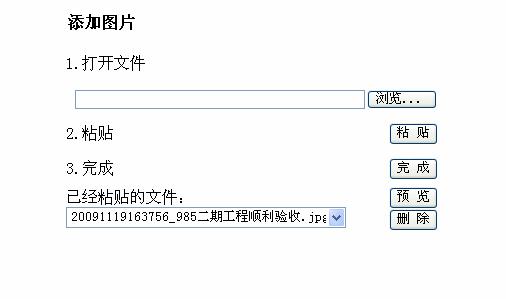 添加图片
1.打开文件
浏览...
2.粘贴 粘 贴
3.完成 完 成
已经粘贴的文件: 预 览
20091119163756_985二期工程顺利验收.jpg 删 除